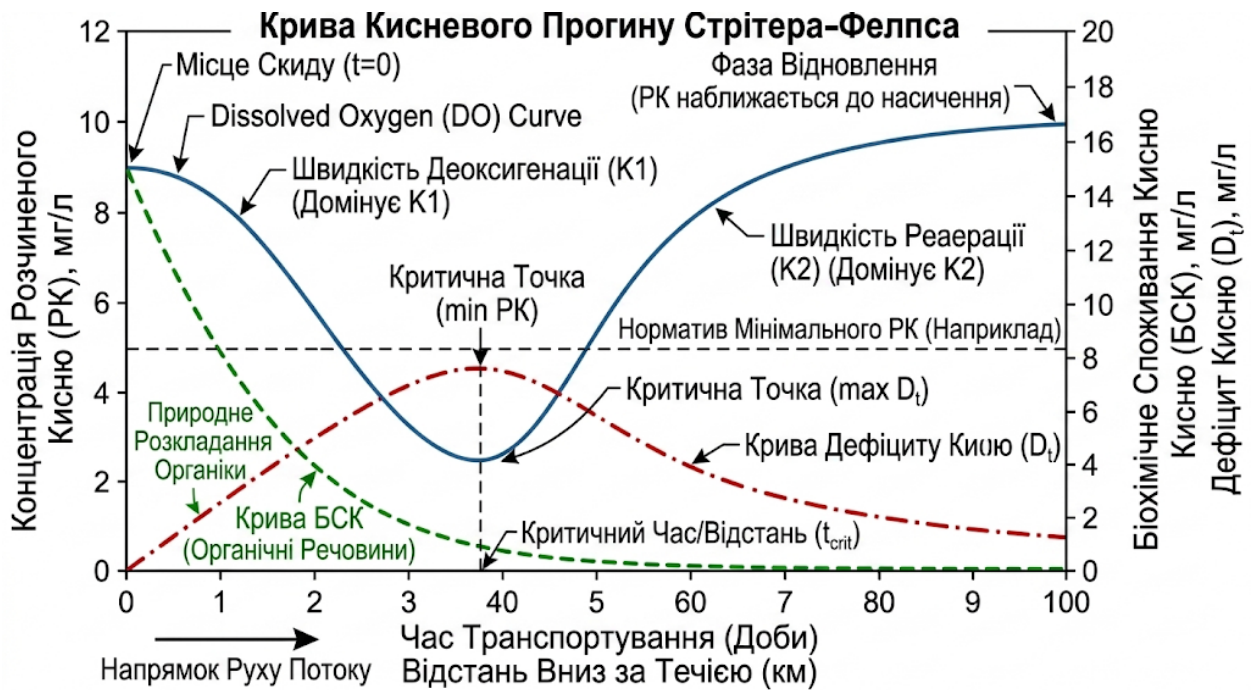 Крива Кисневого Прогину Стрітера-Фелпса
12
10
8
6
4
2
0
Концентрація Розчиненого
Кисню (РК), мг/л
Місце Скиду (t=0)
Dissolved Oxygen (DO) Curve
Швидкість Деоксигенації (K1)
(Домінує K1)
Критична Точка
(min РК)
Фаза Відновлення
(РК наближається до насичення)
Швидкість Реаерації
(K2) (Домінує K2)
Норматив Мінімального РК (Наприклад)
Критична Точка (max Dt)
Крива Дефіциту Кисою (Dt)
Природне
Розкладання
Органіки
Крива БСК
(Органічні Речовини)
Критичний Час/Відстань (tcrit)
20
18
16
14
12
10
8
6
4
2
0
Біохімічне Споживання Кисню
Кисню (БСК), мг/л
Дефіцит Кисню (Dt), мг/л
0 1 2 3 40 5 60 70 80 90 100
Час Транспортування (Доби)
Відстань Вниз за Течією (км)
Напрямок Руху Потоку